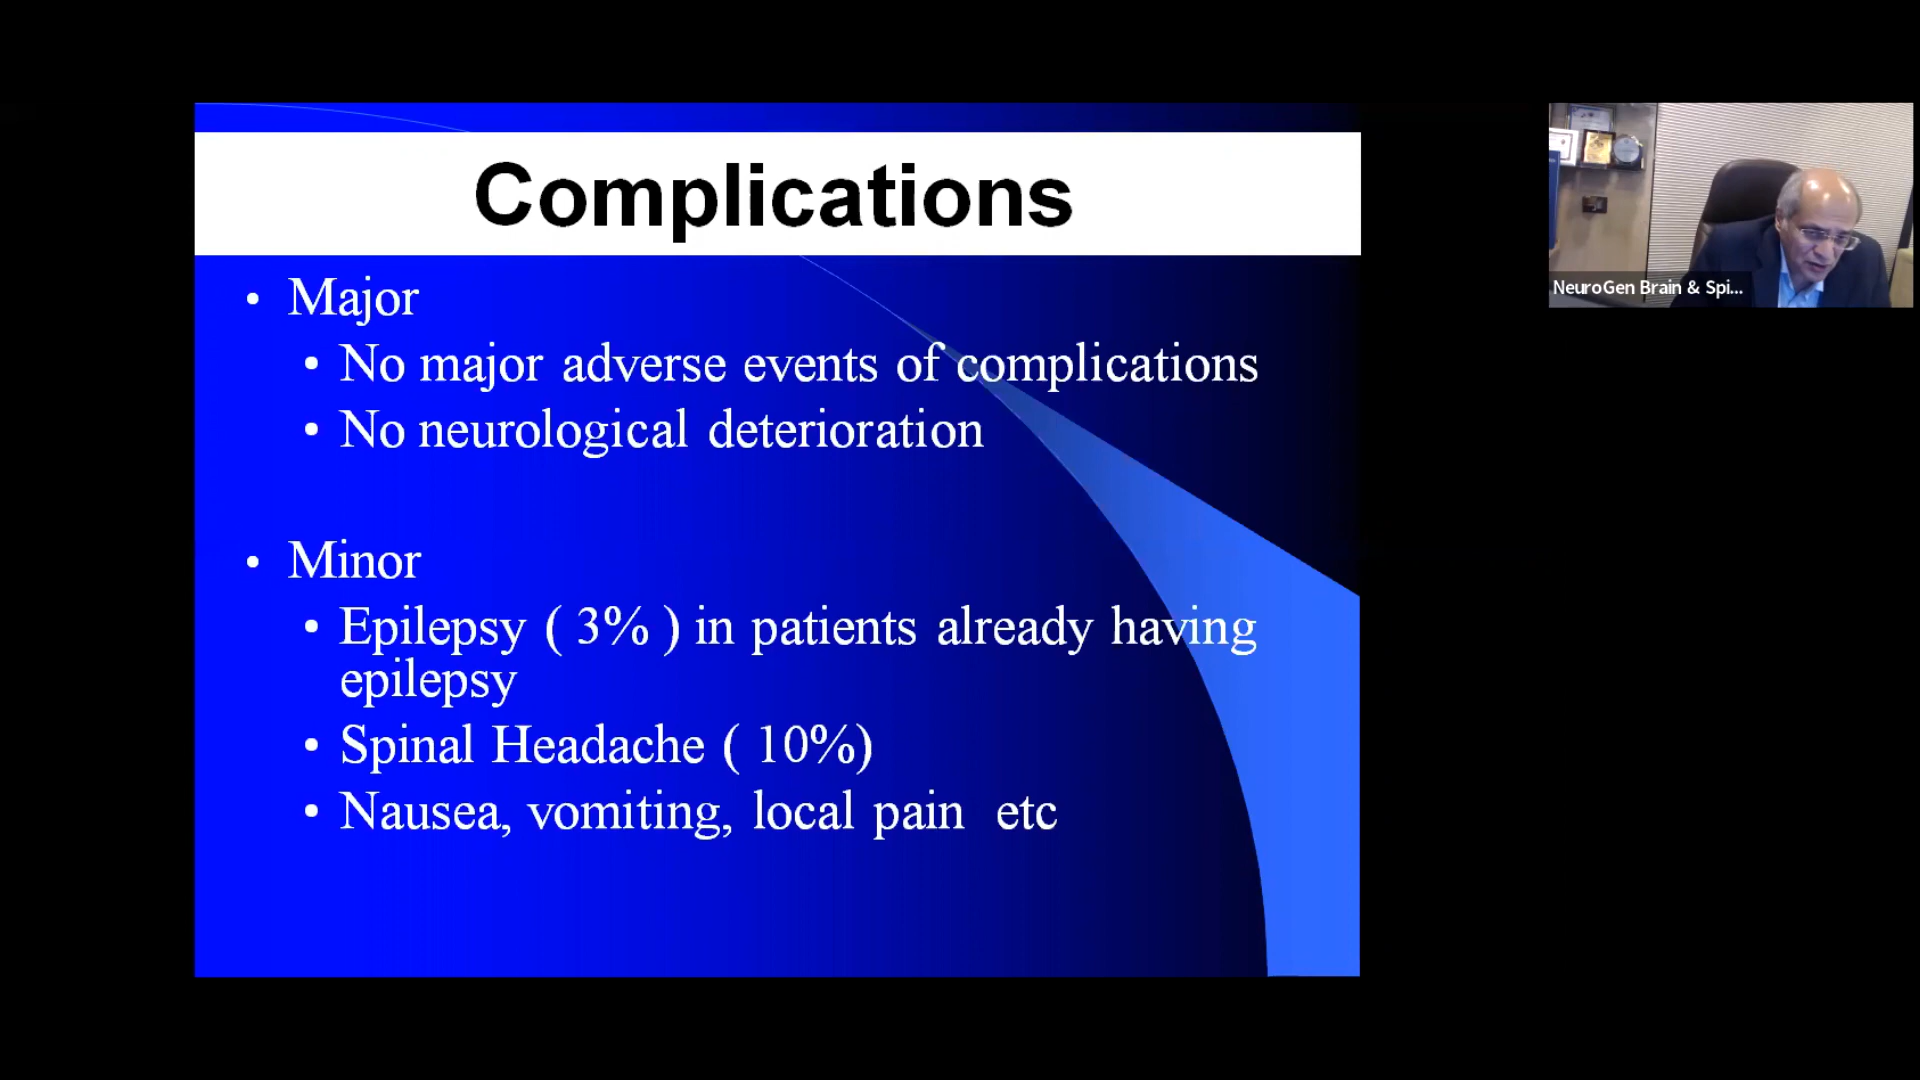 Complications
• Major
• No major adverse events of complications
• No neurological deterioration
• Minor
• Epilepsy ( 3% ) in patients already having
epilepsy
• Spinal Headache ( 10%)
• Nausea, vomiting, local pain etc
NeuroGen Brain & Spi...